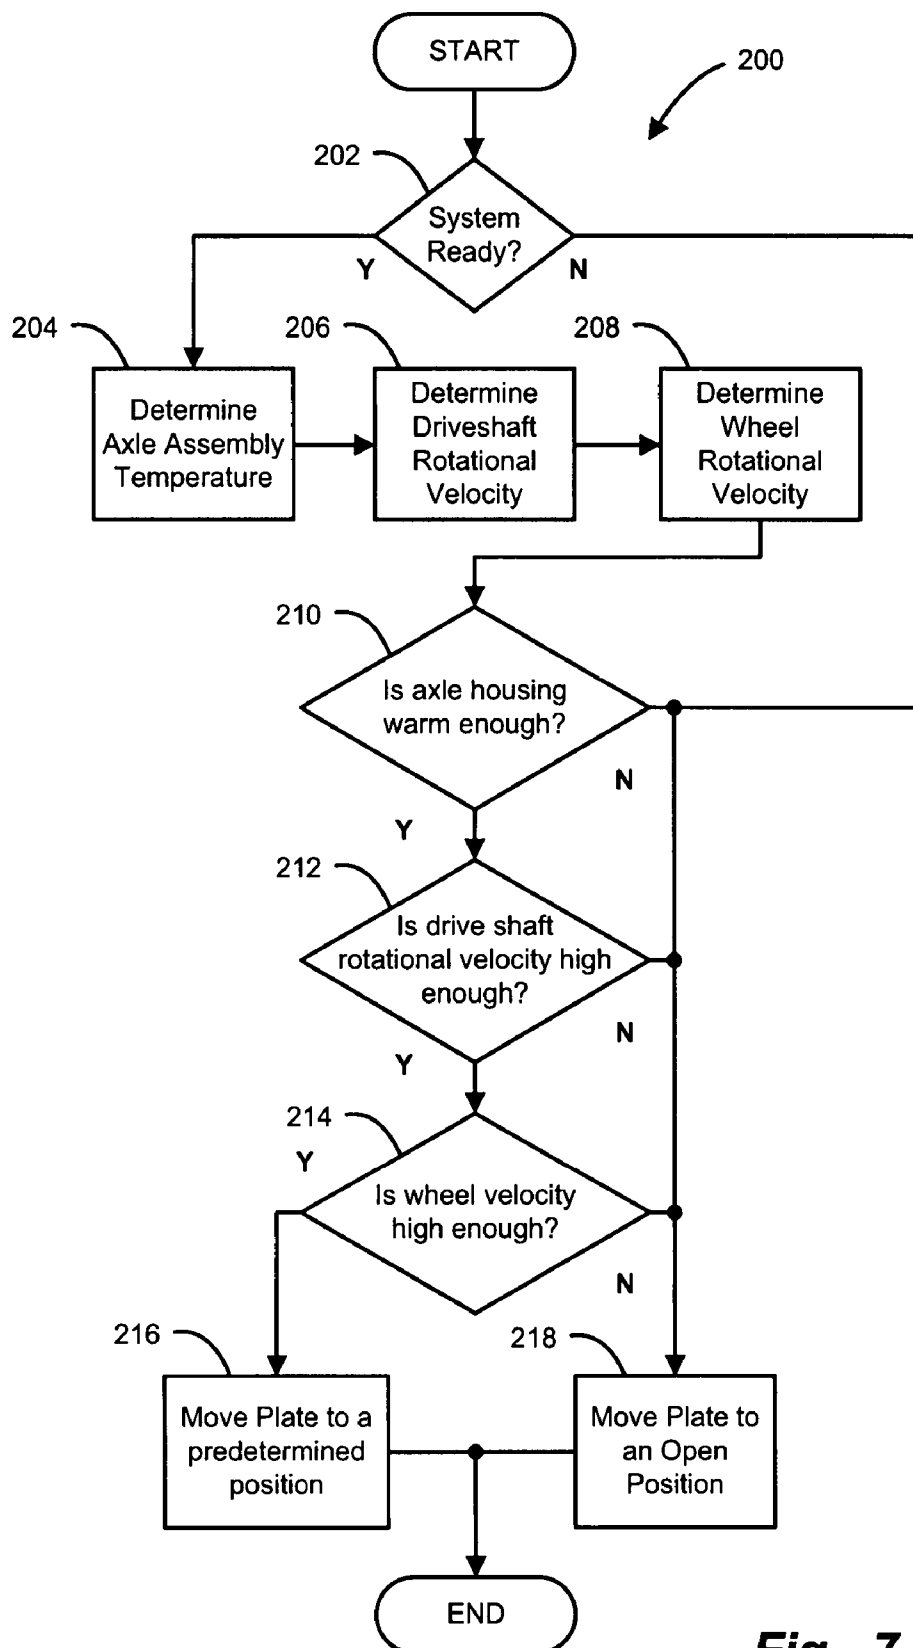 START
200
202
System
Ready?
Y
N
204
206
208
Determine
Axle Assembly
Temperature
Determine
Driveshaft
Rotational
Velocity
Determine
Wheel
Rotational
Velocity
210
Is axle housing
warm enough?
N
Y
212
Is drive shaft
rotational velocity high
enough?
N
Y
214
Y
Is wheel velocity
high enough?
N
216
218
Move Plate to a
predetermined
position
Move Plate to
an Open
Position
END
Fig. 7